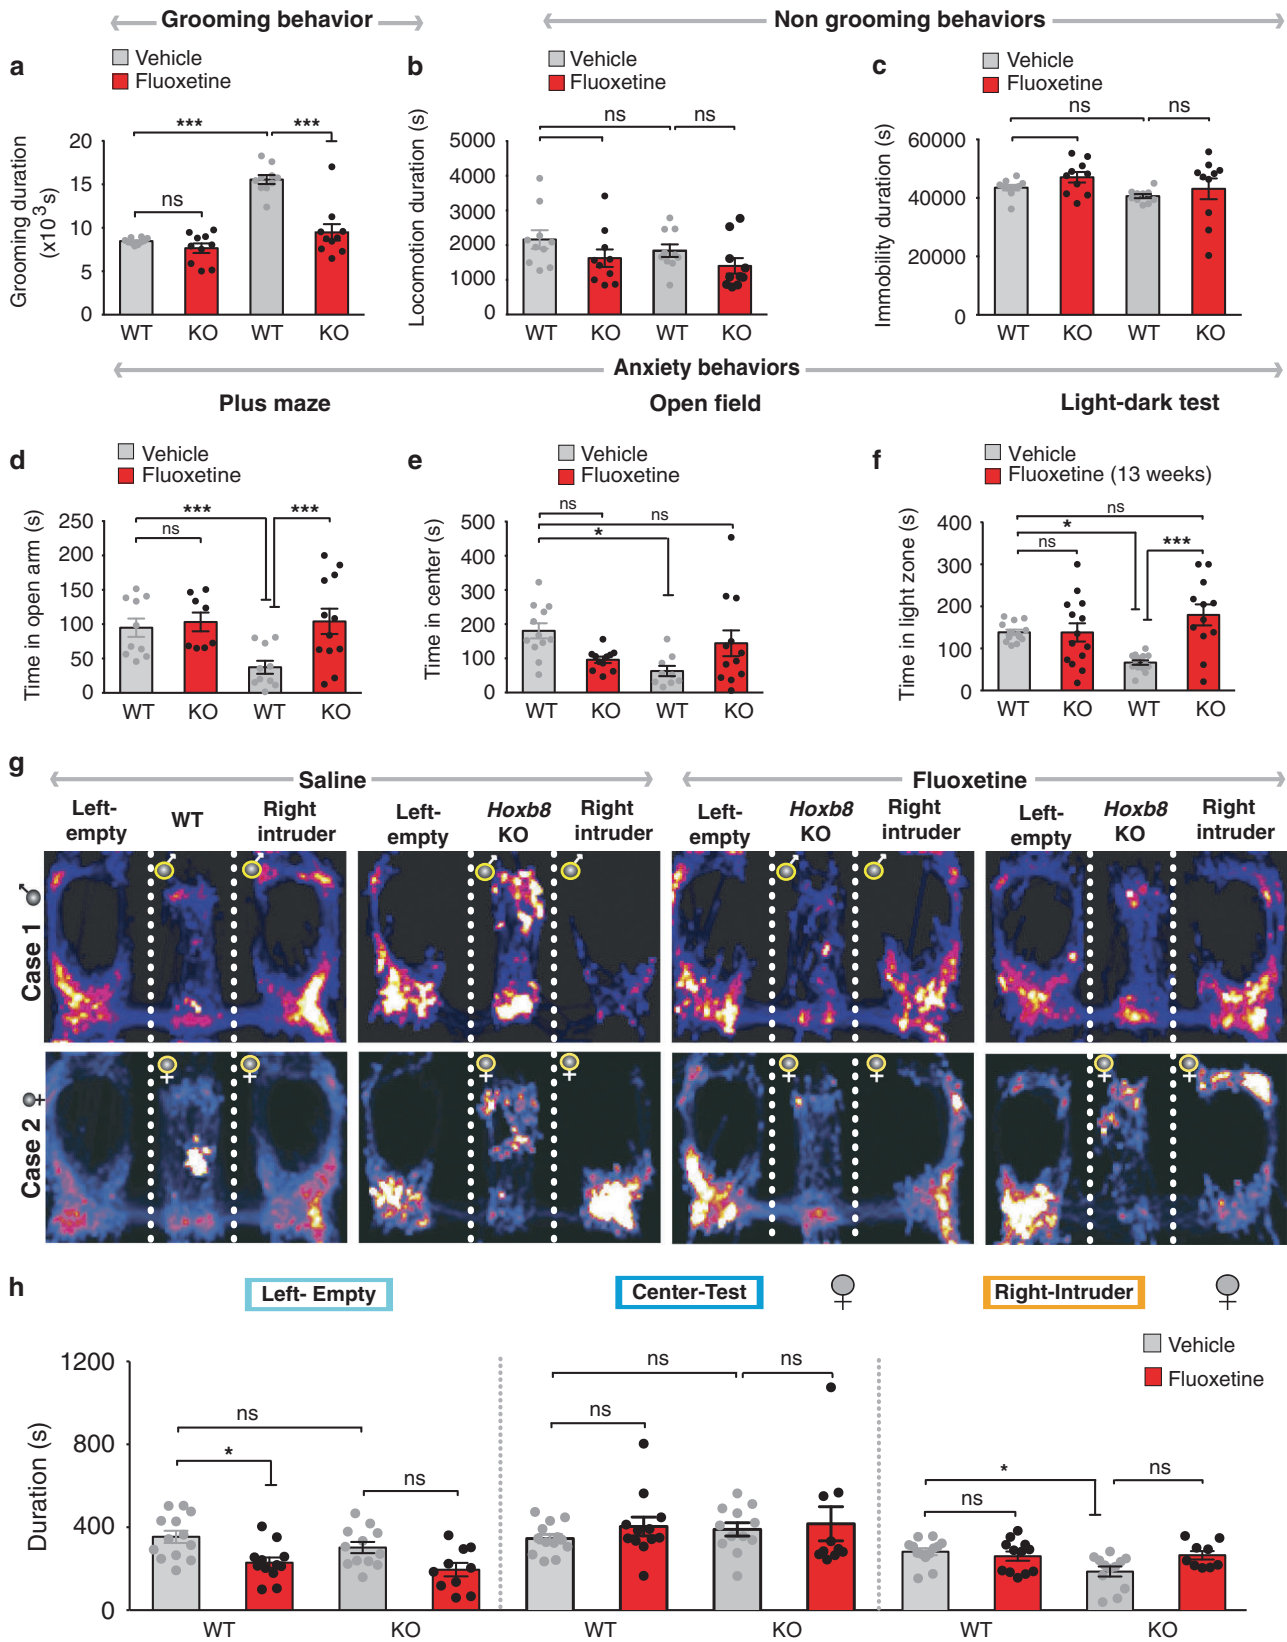 Grooming behavior
Non grooming behaviors
a
Vehicle
Fluoxetine
Grooming duration
(x10³s)
20
15
10
5
0
***
***
ns
WT KO WT KO
b
Vehicle
Fluoxetine
Locomotion duration (s)
5000
4000
3000
2000
1000
0
ns
ns
WT KO WT KO
c
Vehicle
Fluoxetine
Immobility duration (s)
60000
40000
20000
0
ns
ns
WT KO WT KO
Anxiety behaviors
Plus maze
Open field
Light-dark test
d
Vehicle
Fluoxetine
Time in open arm (s)
250
200
150
100
50
0
***
***
ns
WT KO WT KO
e
Vehicle
Fluoxetine
Time in center (s)
500
400
300
200
100
0
ns
ns
*
WT KO WT KO
f
Vehicle
Fluoxetine (13 weeks)
Time in light zone (s)
400
300
200
100
0
ns
*
ns
***
WT KO WT KO
g
Saline
Fluoxetine
Left-
empty
WT
Right
intruder
Left-
empty
Hoxb8
KO
Right
intruder
Left-
empty
Hoxb8
KO
Right
intruder
Left-
empty
Hoxb8
KO
Right
intruder
Case 1 ♂
Case 2 ♀
h
Left- Empty
Center-Test ♀
Right-Intruder ♀
Vehicle
Fluoxetine
Duration (s)
1200
800
400
0
ns
*
ns
ns
ns
ns
*
ns
ns
WT KO WT KO WT KO